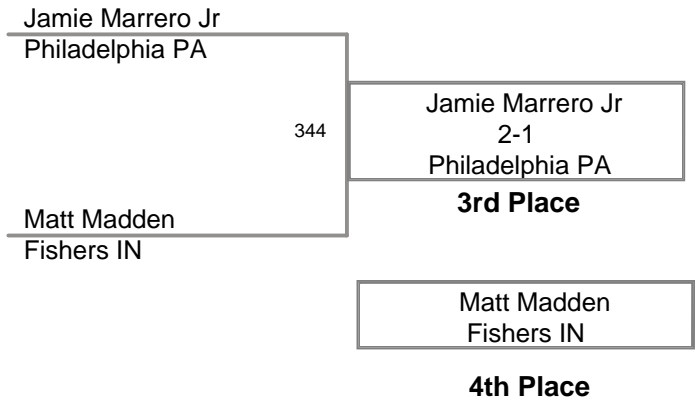 Jamie Marrero Jr
Philadelphia PA
344
Jamie Marrero Jr
2-1
Philadelphia PA
3rd Place
Matt Madden
Fishers IN
Matt Madden
Fishers IN
4th Place